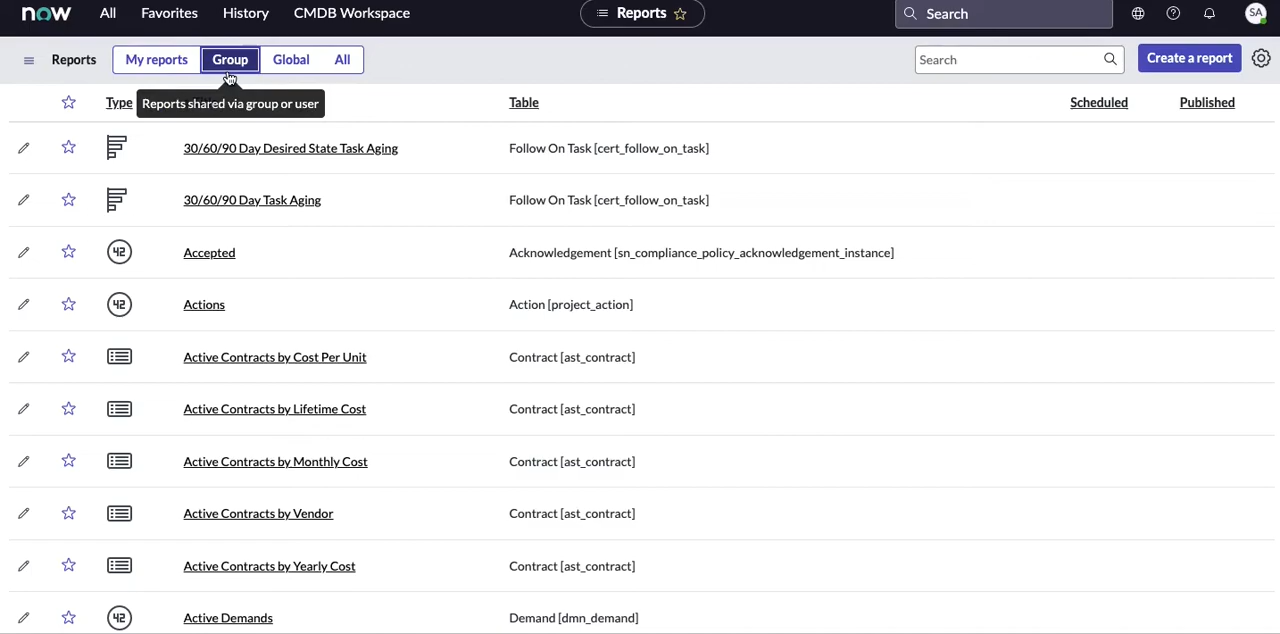 now All Favorites History CMDB Workspace Reports Search SA
Reports My reports Group Global All Search Create a report
Type Reports shared via group or user Table Scheduled Published
30/60/90 Day Desired State Task Aging Follow On Task [cert_follow_on_task]
30/60/90 Day Task Aging Follow On Task [cert_follow_on_task]
42 Accepted Acknowledgement [sn_compliance_policy_acknowledgement_instance]
42 Actions Action [project_action]
Active Contracts by Cost Per Unit Contract [ast_contract]
Active Contracts by Lifetime Cost Contract [ast_contract]
Active Contracts by Monthly Cost Contract [ast_contract]
Active Contracts by Vendor Contract [ast_contract]
Active Contracts by Yearly Cost Contract [ast_contract]
42 Active Demands Demand [dmn_demand]